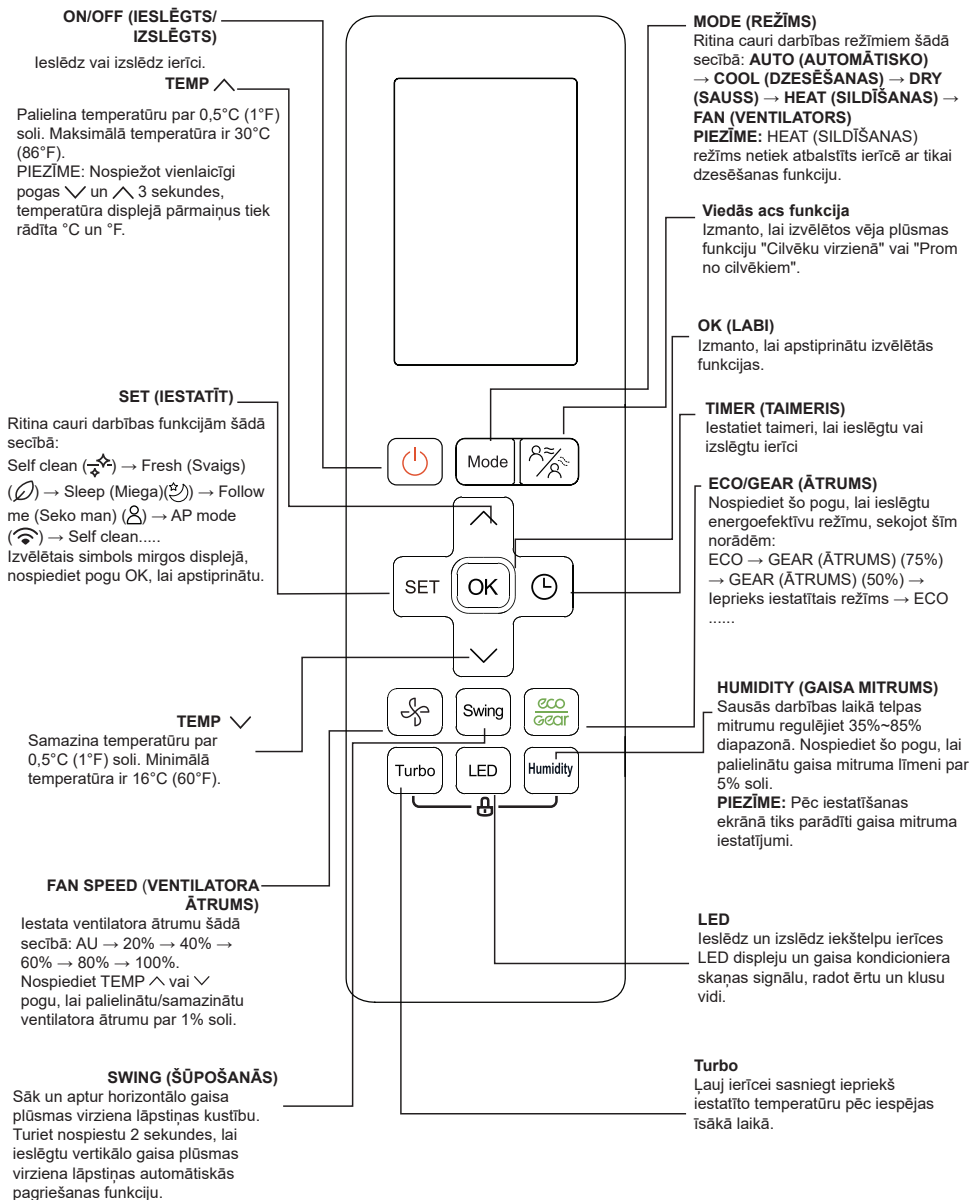 ON/OFF (IESLĒGTS/
IZSLĒGTS)
Ieslēdz vai izslēdz ierīci.
TEMP
Palielina temperatūru par 0,5°C (1°F)
soli. Maksimālā temperatūra ir 30°C
(86°F).
PIEZĪME: Nospiežot vienlaicīgi
pogas ﹀ un ︿ 3 sekundes,
temperatūra displejā pārmaiņus tiek
rādīta °C un °F.
SET (IESTATĪT)
Ritina cauri darbības funkcijām šādā
secībā:
Self clean () → Fresh (Svaigs)
() → Sleep (Miega)() → Follow
me (Seko man) () → AP mode
() → Self clean.....
Izvēlētais simbols mirgos displejā,
nospiediet pogu OK, lai apstiprinātu.
TEMP
Samazina temperatūru par
0,5°C (1°F) soli. Minimālā
temperatūra ir 16°C (60°F).
FAN SPEED (VENTILATORA
ĀTRUMS)
Iestata ventilatora ātrumu šādā
secībā: AU → 20% → 40% →
60% → 80% → 100%.
Nospiediet TEMP ︿ vai ﹀
pogu, lai palielinātu/samazinātu
ventilatora ātrumu par 1% soli.
SWING (ŠŪPOŠANĀS)
Sāk un aptur horizontālo gaisa
plūsmas virziena lāpstiņas kustību.
Turiet nospiestu 2 sekundes, lai
ieslēgtu vertikālo gaisa plūsmas
virziena lāpstiņas automātiskās
pagriešanas funkciju.
Mode
SET
OK
Swing
eco
Gear
Turbo
LED
Humidity
MODE (REŽĪMS)
Ritina cauri darbības režīmiem šādā
secībā: AUTO (AUTOMĀTISKO)
→ COOL (DZESĒŠANAS) → DRY
(SAUSS) → HEAT (SILDĪŠANAS) →
FAN (VENTILATORS)
PIEZĪME: HEAT (SILDĪŠANAS)
režīms netiek atbalstīts ierīcē ar tikai
dzesēšanas funkciju.
Viedās acs funkcija
Izmanto, lai izvēlētos vēja plūsmas
funkciju "Cilvēku virzienā" vai "Prom
no cilvēkiem".
OK (LABI)
Izmanto, lai apstiprinātu izvēlētās
funkcijas.
TIMER (TAIMERIS)
Iestatiet taimeri, lai ieslēgtu vai
izslēgtu ierīci
ECO/GEAR (ĀTRUMS)
Nospiediet šo pogu, lai ieslēgtu
energoefektīvu režīmu, sekojot šīm
norādēm:
ECO → GEAR (ĀTRUMS) (75%)
→ GEAR (ĀTRUMS) (50%) →
Ieprieks iestatītais režīms → ECO
......
HUMIDITY (GAISA MITRUMS)
Sausās darbības laikā telpas
mitrumu regulējiet 35%~85%
diapazonā. Nospiediet šo pogu, lai
palielinātu gaisa mitruma līmeni par
5% soli.
PIEZĪME: Pēc iestatīšanas
ekrānā tiks parādīti gaisa mitruma
iestatījumi.
LED
Ieslēdz un izslēdz iekštelpu ierīces
LED displeju un gaisa kondicioniera
skaņas signālu, radot ērtu un klusu
vidi.
Turbo
Ļauj ierīcei sasniegt iepriekš
iestatīto temperatūru pēc iespējas
īsākā laikā.